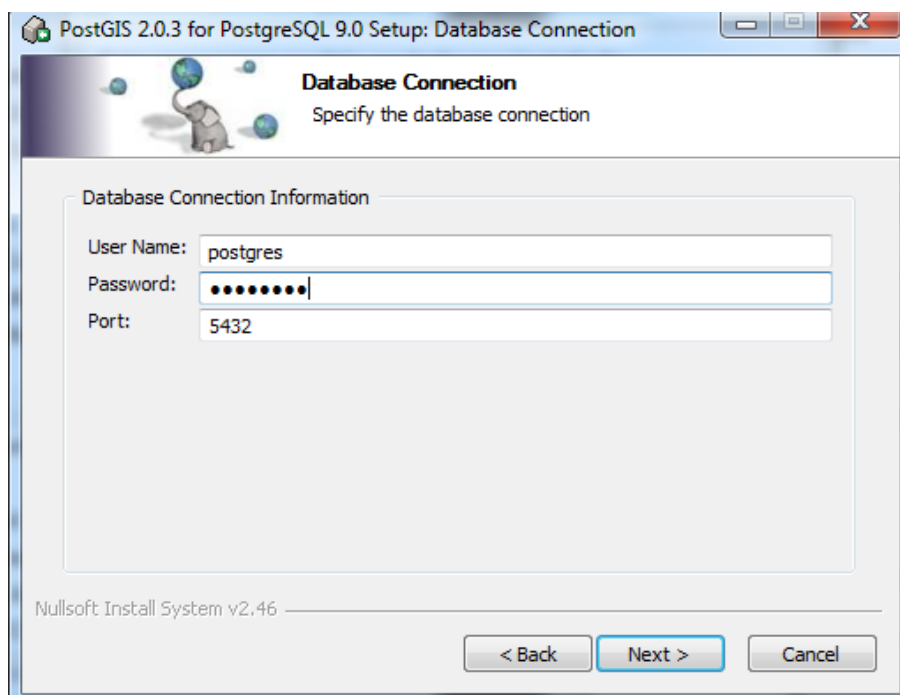 PostGIS 2.0.3 for PostgreSQL 9.0 Setup: Database Connection
Database Connection
Specify the database connection
Database Connection Information
User Name: postgres
Password: ●●●●●●●●
Port: 5432
Nullsoft Install System v2.46
< Back Next > Cancel